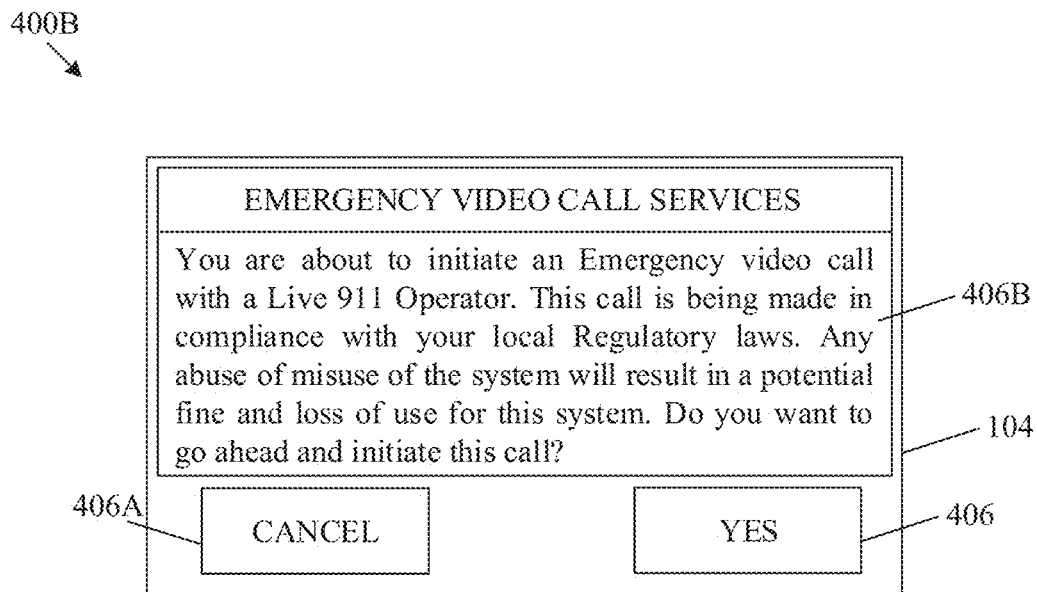 400B
EMERGENCY VIDEO CALL SERVICES
You are about to initiate an Emergency video call
with a Live 911 Operator. This call is being made in
compliance with your local Regulatory laws. Any
abuse of misuse of the system will result in a potential
fine and loss of use for this system. Do you want to
go ahead and initiate this call?
406B
104
406A
CANCEL
YES
406